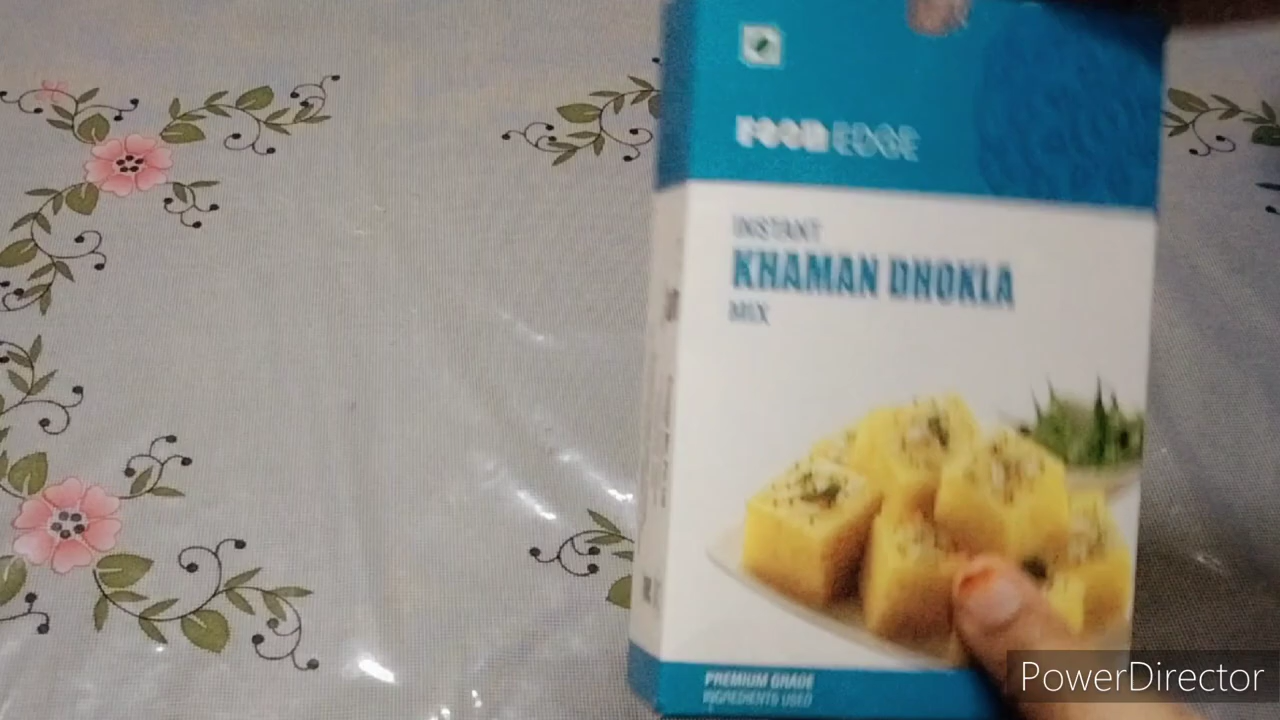 FOOD EDGE
INSTANT
KHAMAN DHOKLA
MIX
PREMIUM GRADE
INGREDIENTS USED
PowerDirector